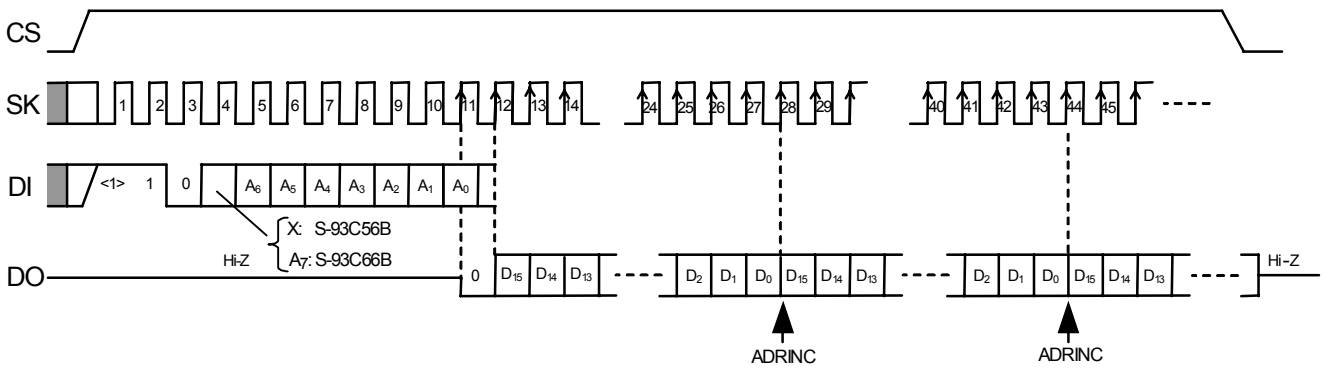 CS
SK 1 2 3 4 5 6 7 8 9 10 11 12 13 14 24 25 26 27 28 29 40 41 42 43 44 45
DI <1> 1 0 A₆ A₅ A₄ A₃ A₂ A₁ A₀
X: S-93C56B
A₇: S-93C66B
Hi-Z
DO 0 D₁₅ D₁₄ D₁₃ D₂ D₁ D₀ D₁₅ D₁₄ D₁₃ D₂ D₁ D₀ D₁₅ D₁₄ D₁₃ Hi-Z
ADRINC ADRINC